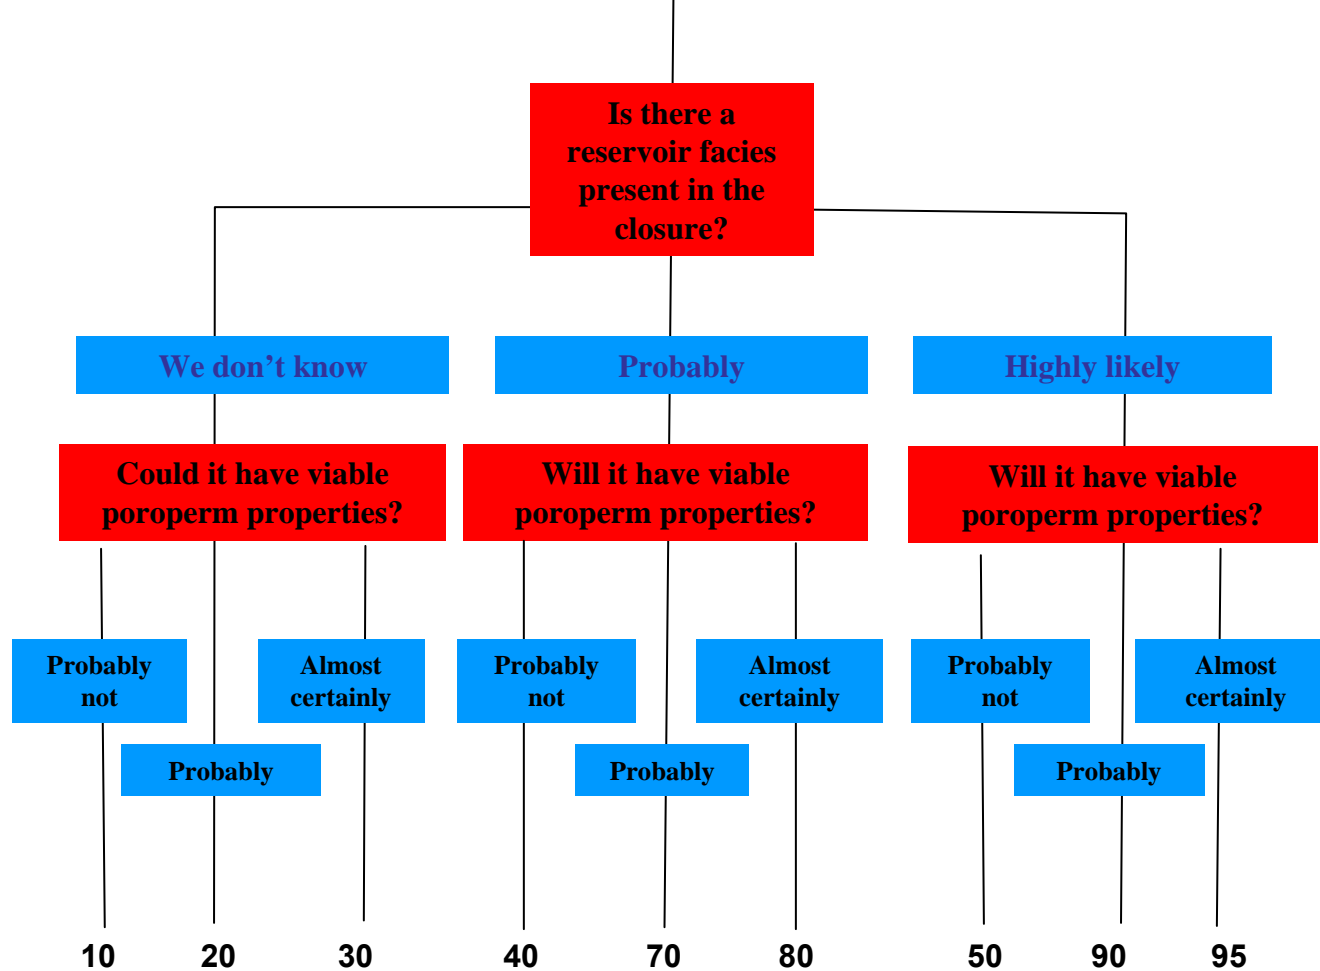 Is there a
reservoir facies
present in the
closure?
We don’t know
Probably
Highly likely
Could it have viable
poroperm properties?
Will it have viable
poroperm properties?
Will it have viable
poroperm properties?
Probably
not
Almost
certainly
Probably
not
Almost
certainly
Probably
not
Almost
certainly
Probably
Probably
Probably
10
20
30
40
70
80
50
90
95